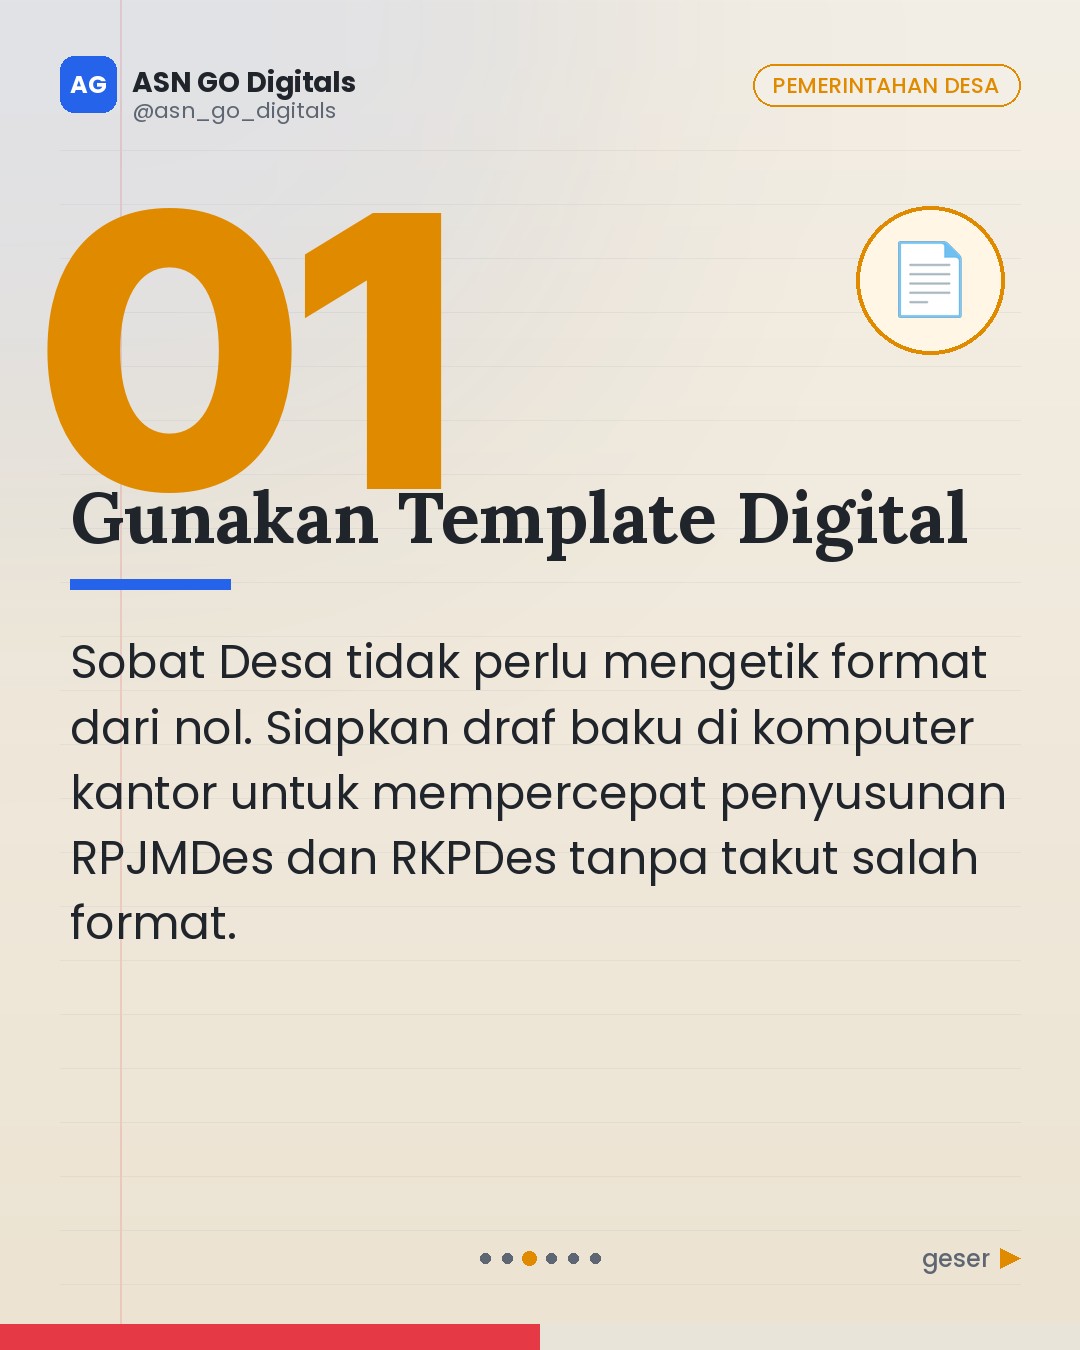 AG
ASN GO Digitals
@asn_go_digitals
PEMERINTAHAN DESA
01
Gunakan Template Digital
Sobat Desa tidak perlu mengetik format
dari nol. Siapkan draf baku di komputer
kantor untuk mempercepat penyusunan
RPJMDes dan RKPDes tanpa takut salah
format.
geser